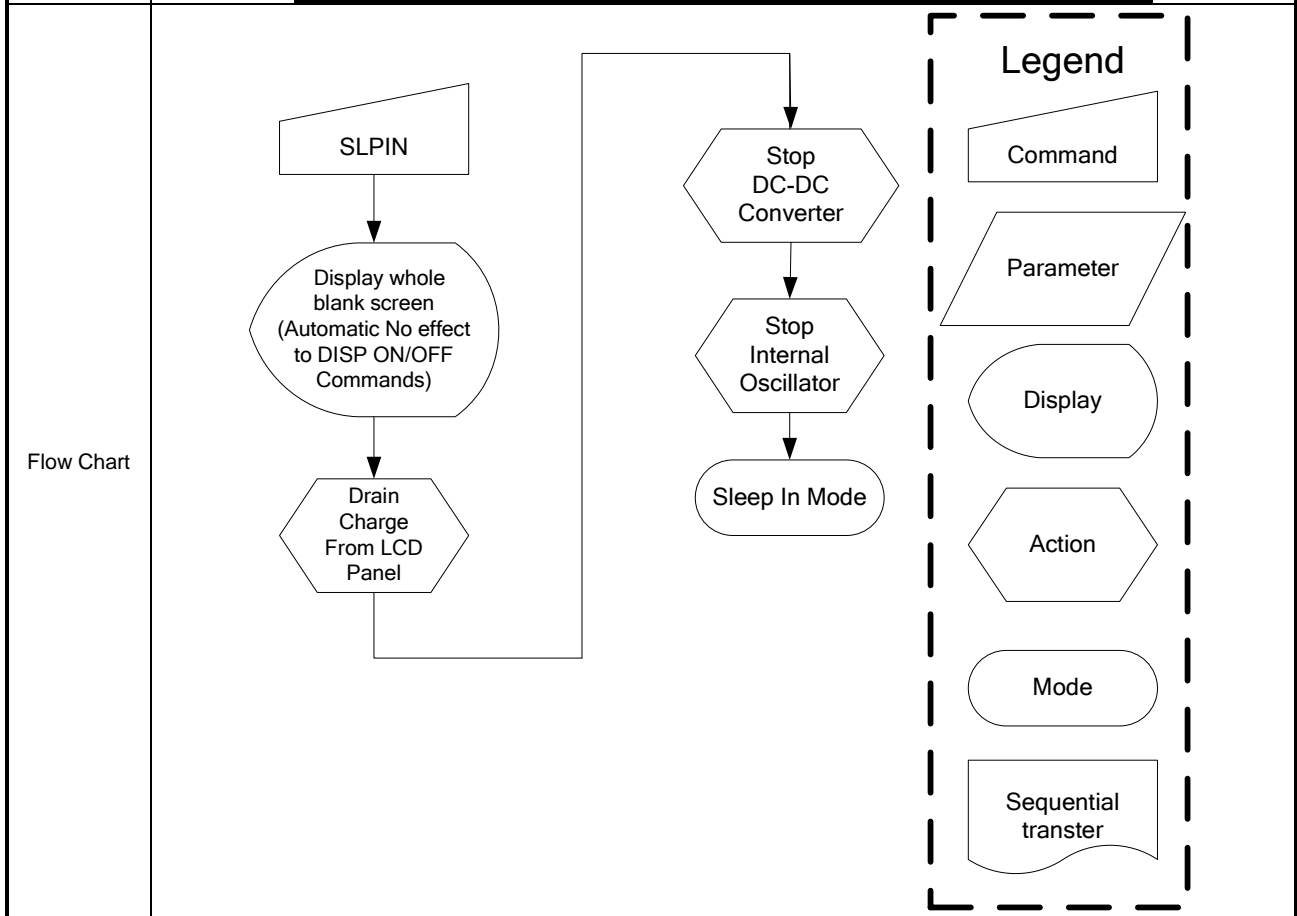 Flow Chart
SLPIN
Display whole
blank screen
(Automatic No effect
to DISP ON/OFF
Commands)
Drain
Charge
From LCD
Panel
Stop
DC-DC
Converter
Stop
Internal
Oscillator
Sleep In Mode
Legend
Command
Parameter
Display
Action
Mode
Sequential
transter